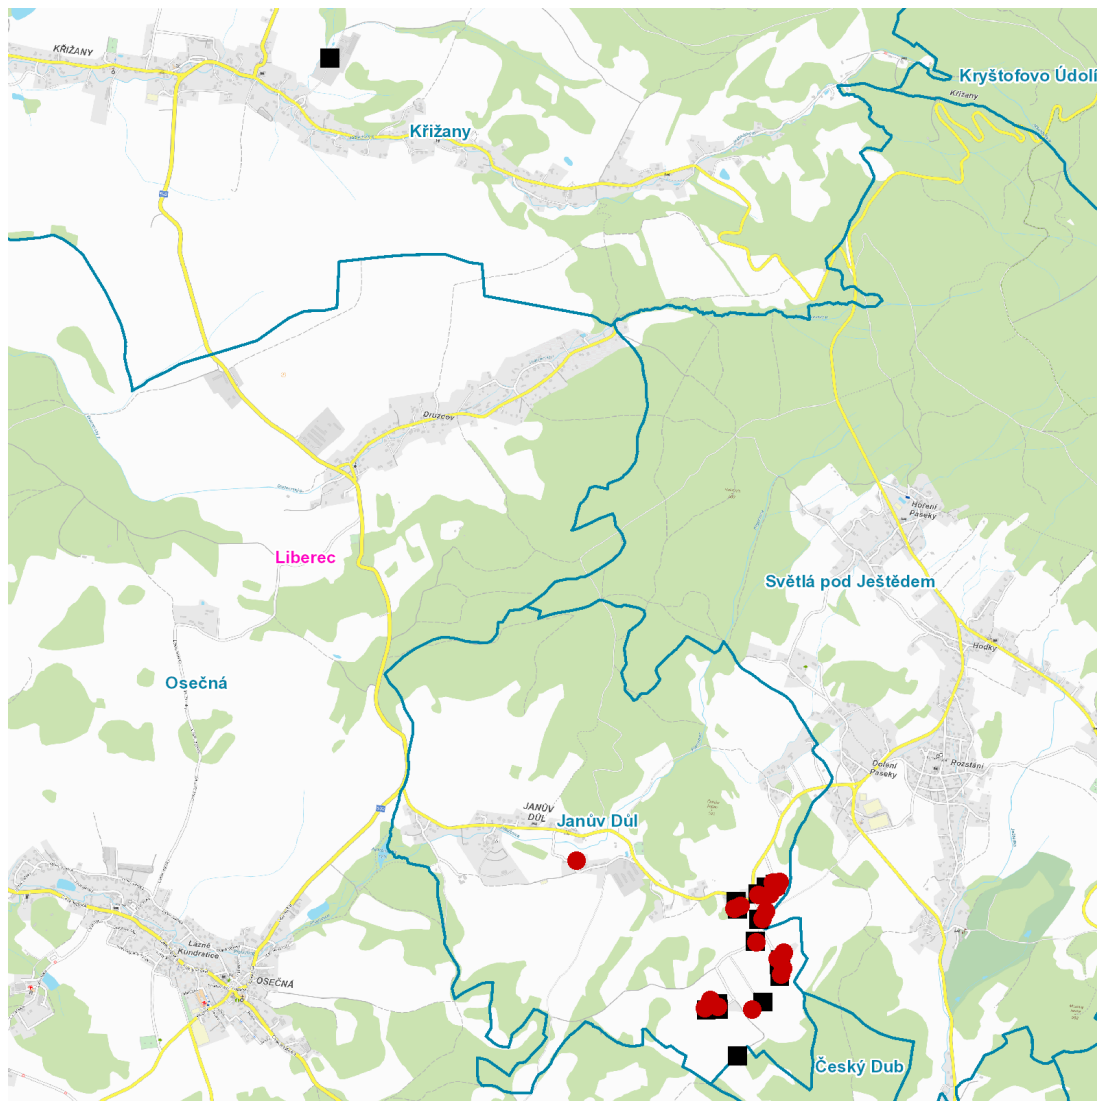 KŘIŽANY
Kryštofovo Údolí
Křižany
Křižany
Druzcov
Hoření
Paseky
Liberec
Světlá pod Ještědem
Hodky
Osečná
Dolení
Paseky
Rozstání
JANŮV
DŮL
Janův Důl
Lázně
Kundratice
OSEČNÁ
Český Dub